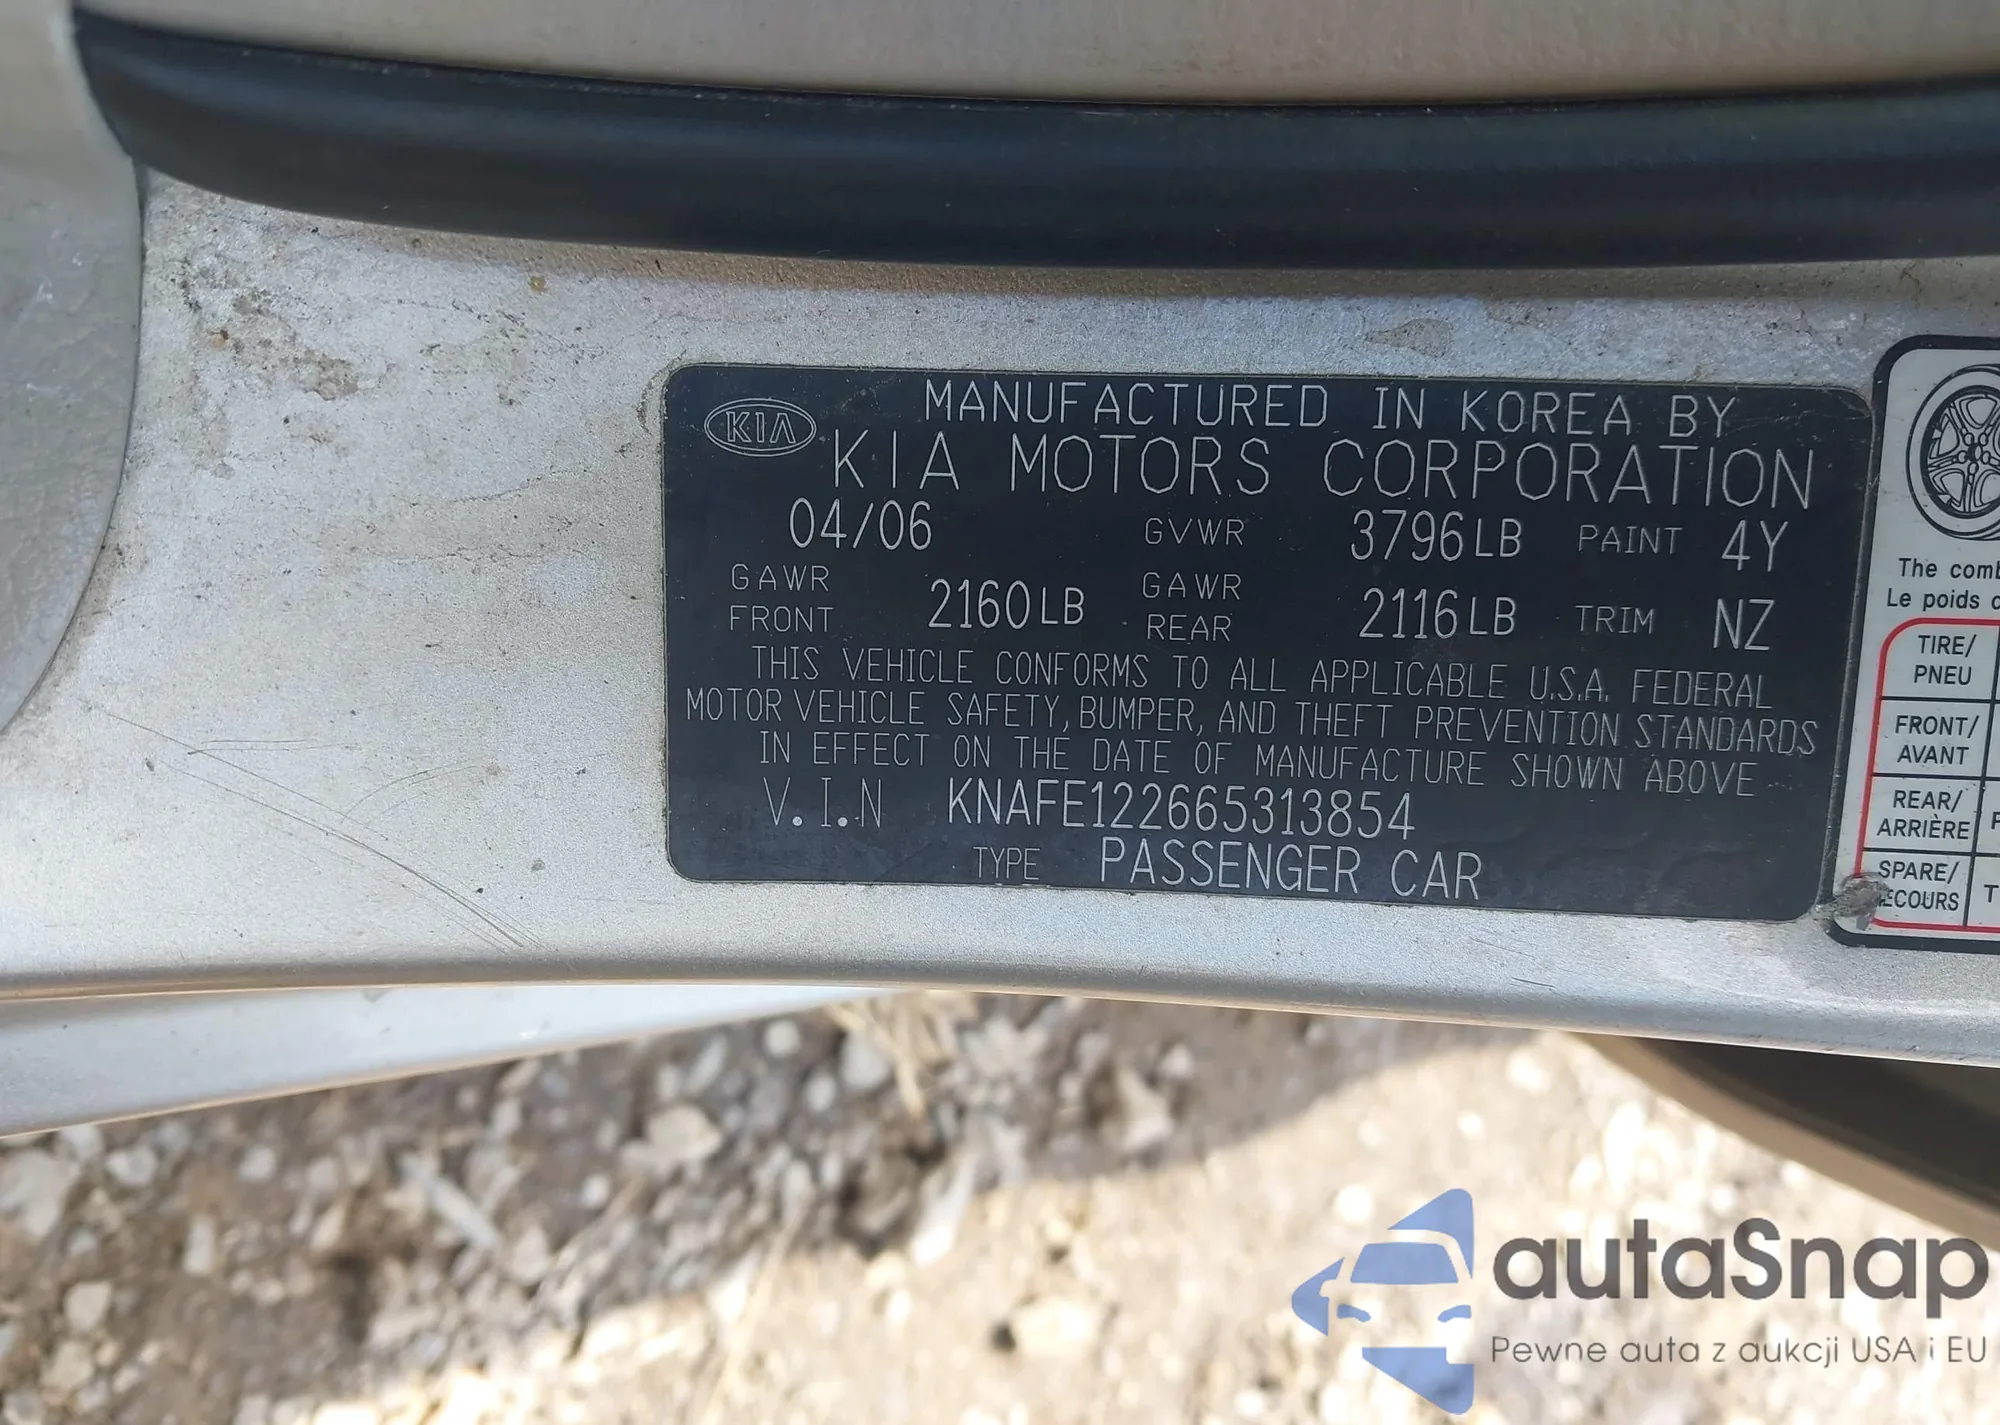 KIA
MANUFACTURED IN KOREA BY
KIA MOTORS CORPORATION
04/06 GVWR 3796LB PAINT 4Y
GAWR FRONT 2160LB GAWR REAR 2116LB TRIM NZ
THIS VEHICLE CONFORMS TO ALL APPLICABLE U.S.A. FEDERAL
MOTOR VEHICLE SAFETY, BUMPER, AND THEFT PREVENTION STANDARDS
IN EFFECT ON THE DATE OF MANUFACTURE SHOWN ABOVE
V.I.N KNAFE122665313854
TYPE PASSENGER CAR
The
Le poids
TIRE/
PNEU
FRONT/
AVANT
REAR/
ARRIÈRE
SPARE/
autaSnap
Pewne auta z aukcji USA i EU